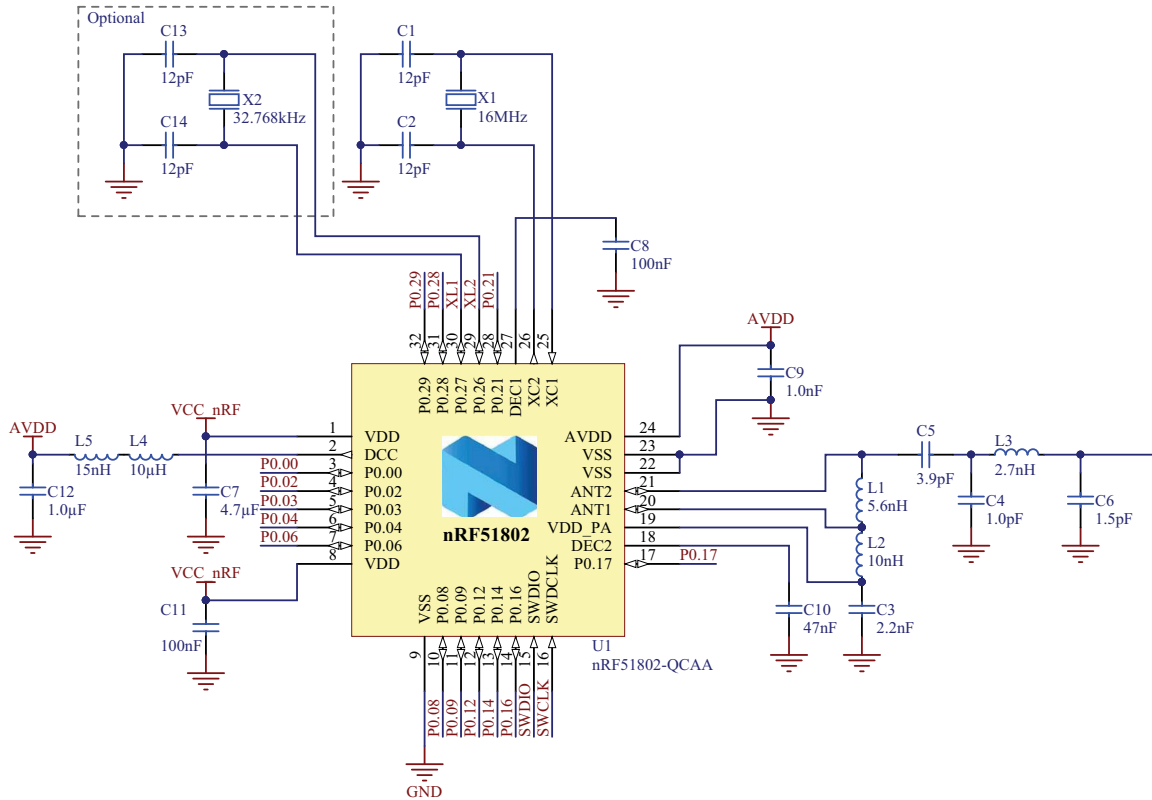 Optional
C13
12pF
X2
32.768kHz
C14
12pF
C1
12pF
X1
16MHz
C2
12pF
C8
100nF
P0.29
P0.28
XL1
XL2
P0.21
32
31
30
29
28
27
26
25
P0.29
P0.28
P0.27
P0.26
P0.21
DEC1
XC2
XC1
AVDD
C9
1.0nF
VCC_nRF
AVDD
L5
15nH
L4
10µH
C12
1.0µF
C7
4.7µF
P0.00
P0.02
P0.03
P0.04
P0.06
VCC_nRF
C11
100nF
1
2
3
4
5
6
7
8
VDD
DCC
P0.00
P0.02
P0.03
P0.04
P0.06
VDD
nRF51802
AVDD
VSS
VSS
ANT2
ANT1
VDD_PA
DEC2
P0.17
24
23
22
21
20
19
18
17
P0.17
C5
3.9pF
L3
2.7nH
L1
5.6nH
C4
1.0pF
C6
1.5pF
L2
10nH
C10
47nF
C3
2.2nF
VSS
P0.08
P0.09
P0.12
P0.14
P0.16
SWDIO
SWDCLK
U1
nRF51802-QCAA
9
10
11
12
13
14
15
16
P0.08
P0.09
P0.12
P0.14
P0.16
SWDIO
SWCLK
GND